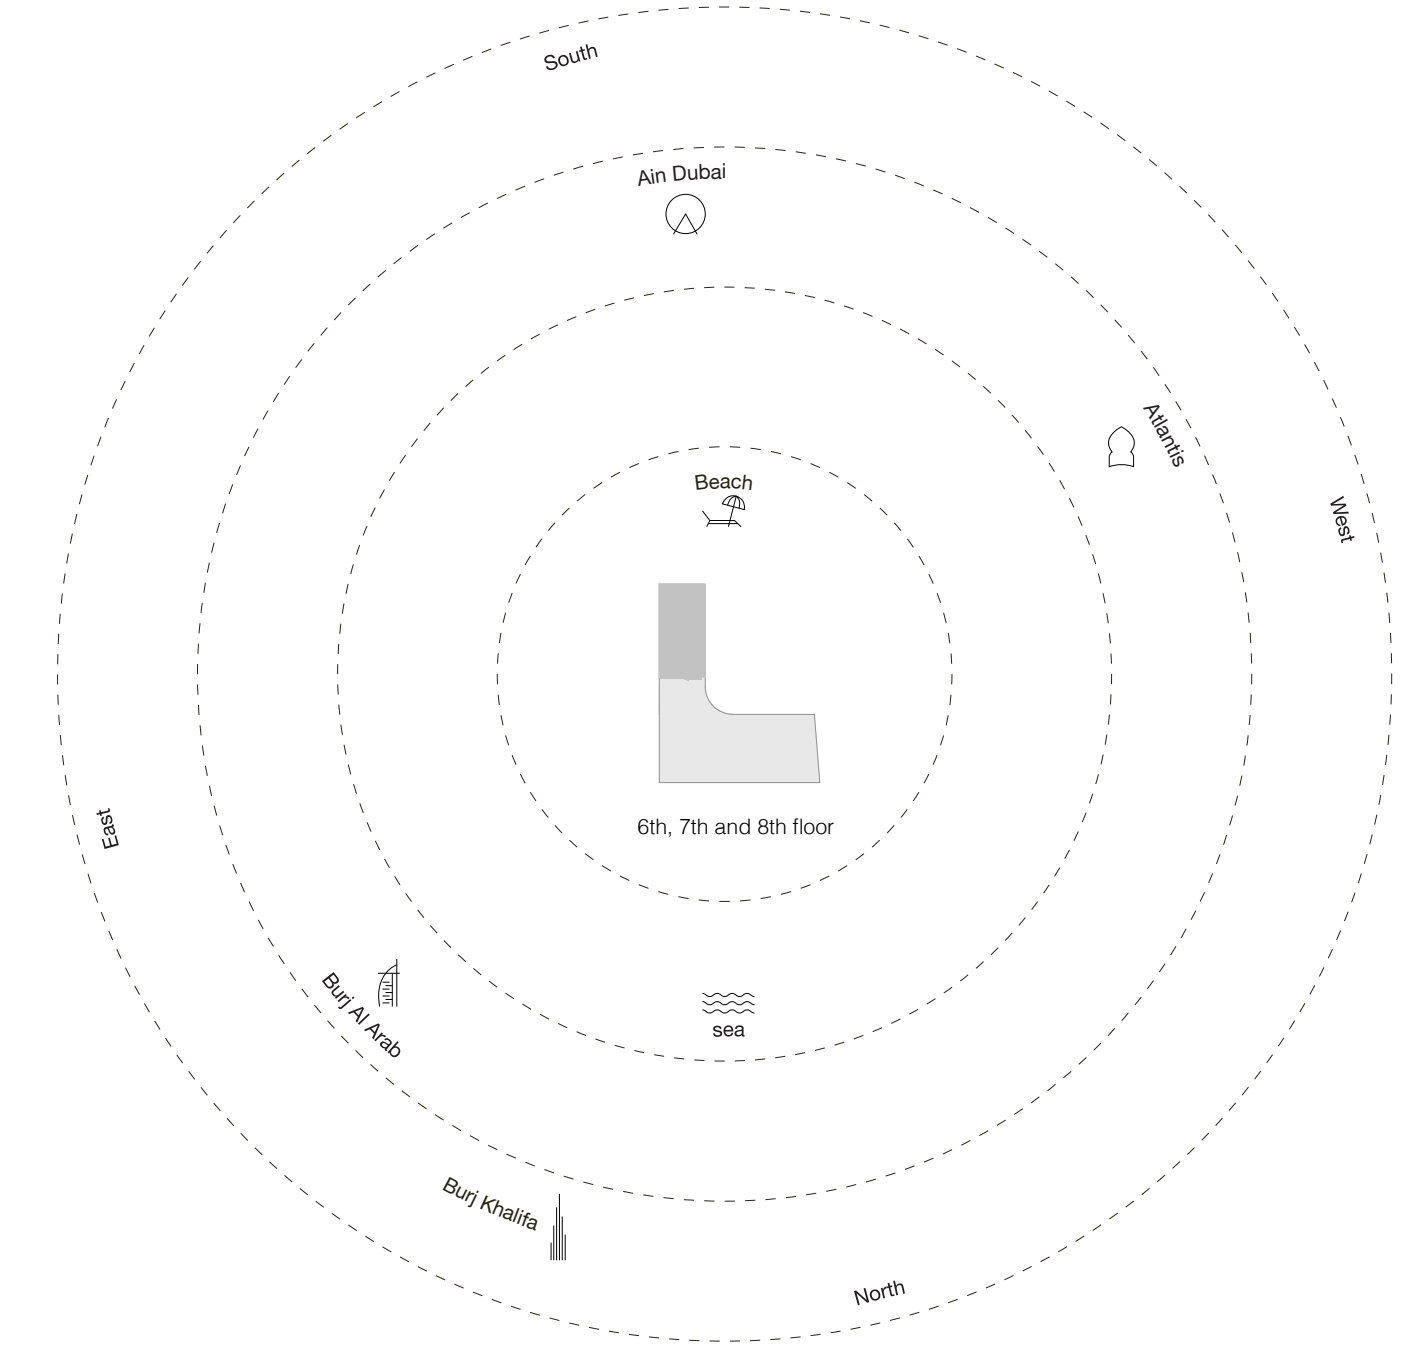 South
Ain Dubai
Atlantis
Beach
West
6th, 7th and 8th floor
East
Burj Al Arab
sea
Burj Khalifa
North